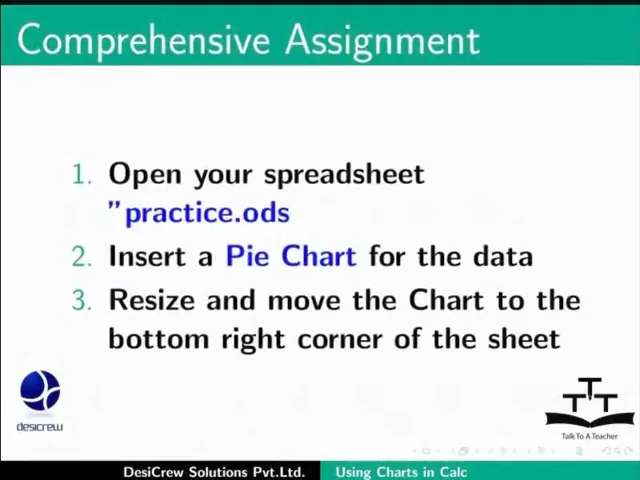 Comprehensive Assignment
1. Open your spreadsheet
"practice.ods
2. Insert a Pie Chart for the data
3. Resize and move the Chart to the
bottom right corner of the sheet
desicrew
TTT
Talk To A Teacher
DesiCrew Solutions Pvt.Ltd. Using Charts in Calc